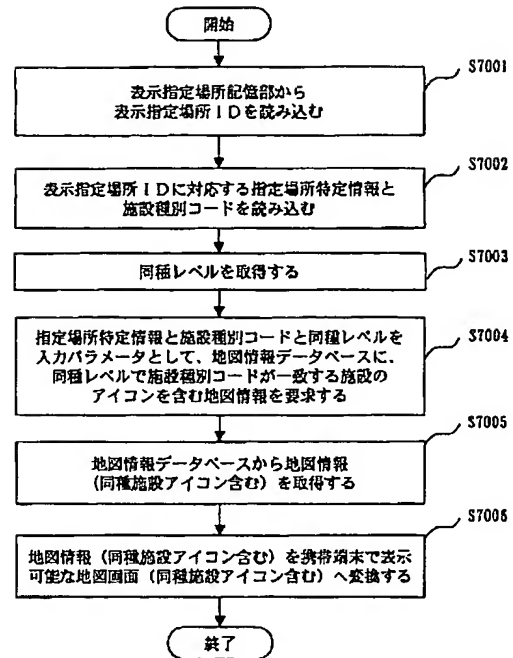 開始
S7001
表示指定場所記憶部から
表示指定場所IDを読み込む
S7002
表示指定場所IDに対応する指定場所特定情報と
施設種別コードを読み込む
S7003
同種レベルを取得する
S7004
指定場所特定情報と施設種別コードと同種レベルを
入力パラメータとして、地図情報データベースに、
同種レベルで施設種別コードが一致する施設の
アイコンを含む地図情報を要求する
S7005
地図情報データベースから地図情報
(同種施設アイコン含む)を取得する
S7006
地図情報(同種施設アイコン含む)を携帯端末で表示
可能な地図画面(同種施設アイコン含む)へ変換する
終了